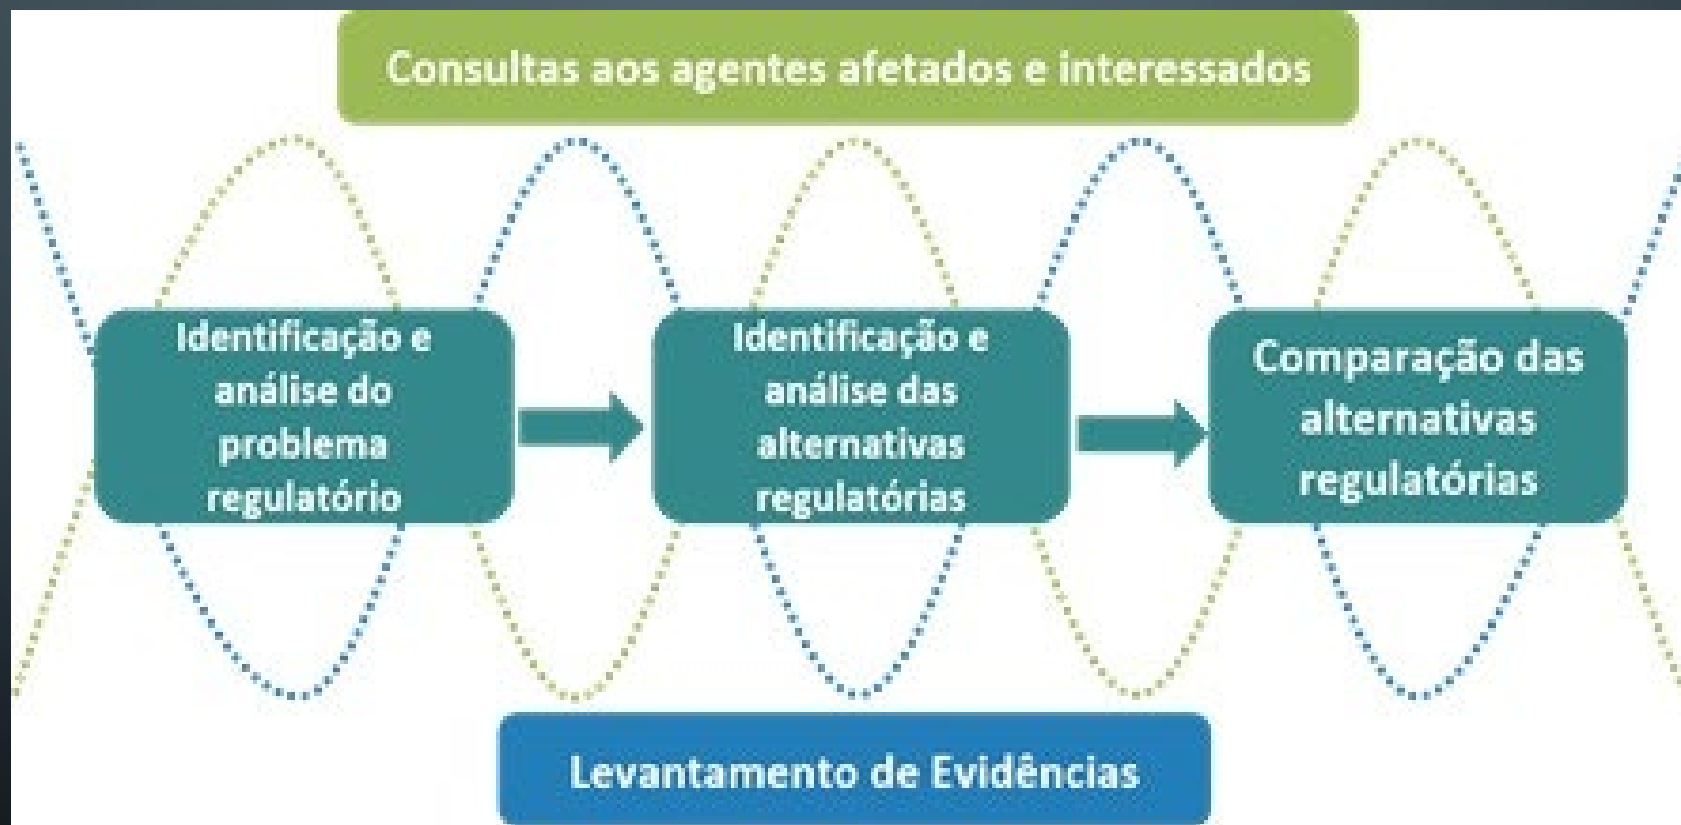 Consultas aos agentes afetados e interessados
Identificação e
análise do
problema
regulatório
Identificação e
análise das
alternativas
regulatórias
Comparação das
alternativas
regulatórias
Levantamento de Evidências